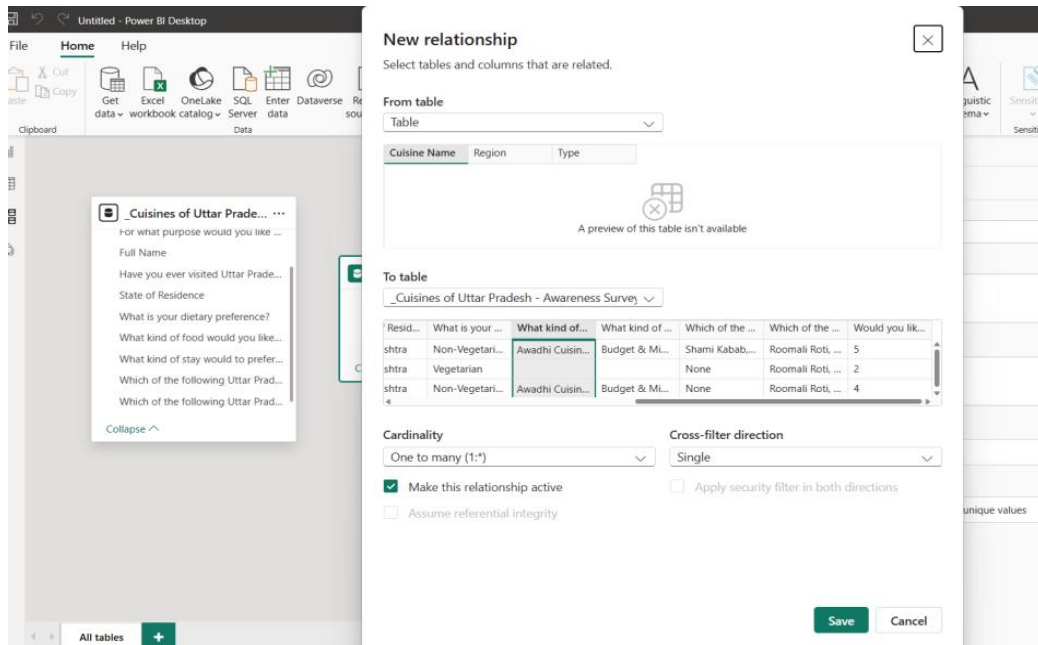 Untitled - Power BI Desktop
File Home Help
Cut
Copy
Clipboard
Get data
Excel workbook
OneLake catalog
SQL Server
Enter data
Dataverse
Data
_Cuisines of Uttar Prade... ...
For what purpose would you like ...
Full Name
Have you ever visited Uttar Prade...
State of Residence
What is your dietary preference?
What kind of food would you like...
What kind of stay would to prefer...
Which of the following Uttar Prad...
Which of the following Uttar Prad...
Collapse
All tables +
New relationship
Select tables and columns that are related.
From table
Table
Cuisine Name Region Type
A preview of this table isn't available
To table
_Cuisines of Uttar Pradesh - Awareness Survey
Resid... What is your ... What kind of... What kind of ... Which of the ... Which of the ... Would you lik...
shtra Non-Vegetari... Awadhi Cuisin... Budget & Mi... Shami Kabab,... Roomali Roti, ... 5
shtra Vegetarian None Roomali Roti, ... 2
shtra Non-Vegetari... Awadhi Cuisin... Budget & Mi... None Roomali Roti, ... 4
Cardinality
One to many (1:*)
Cross-filter direction
Single
Make this relationship active
Apply security filter in both directions
Assume referential integrity
Save Cancel
unique values